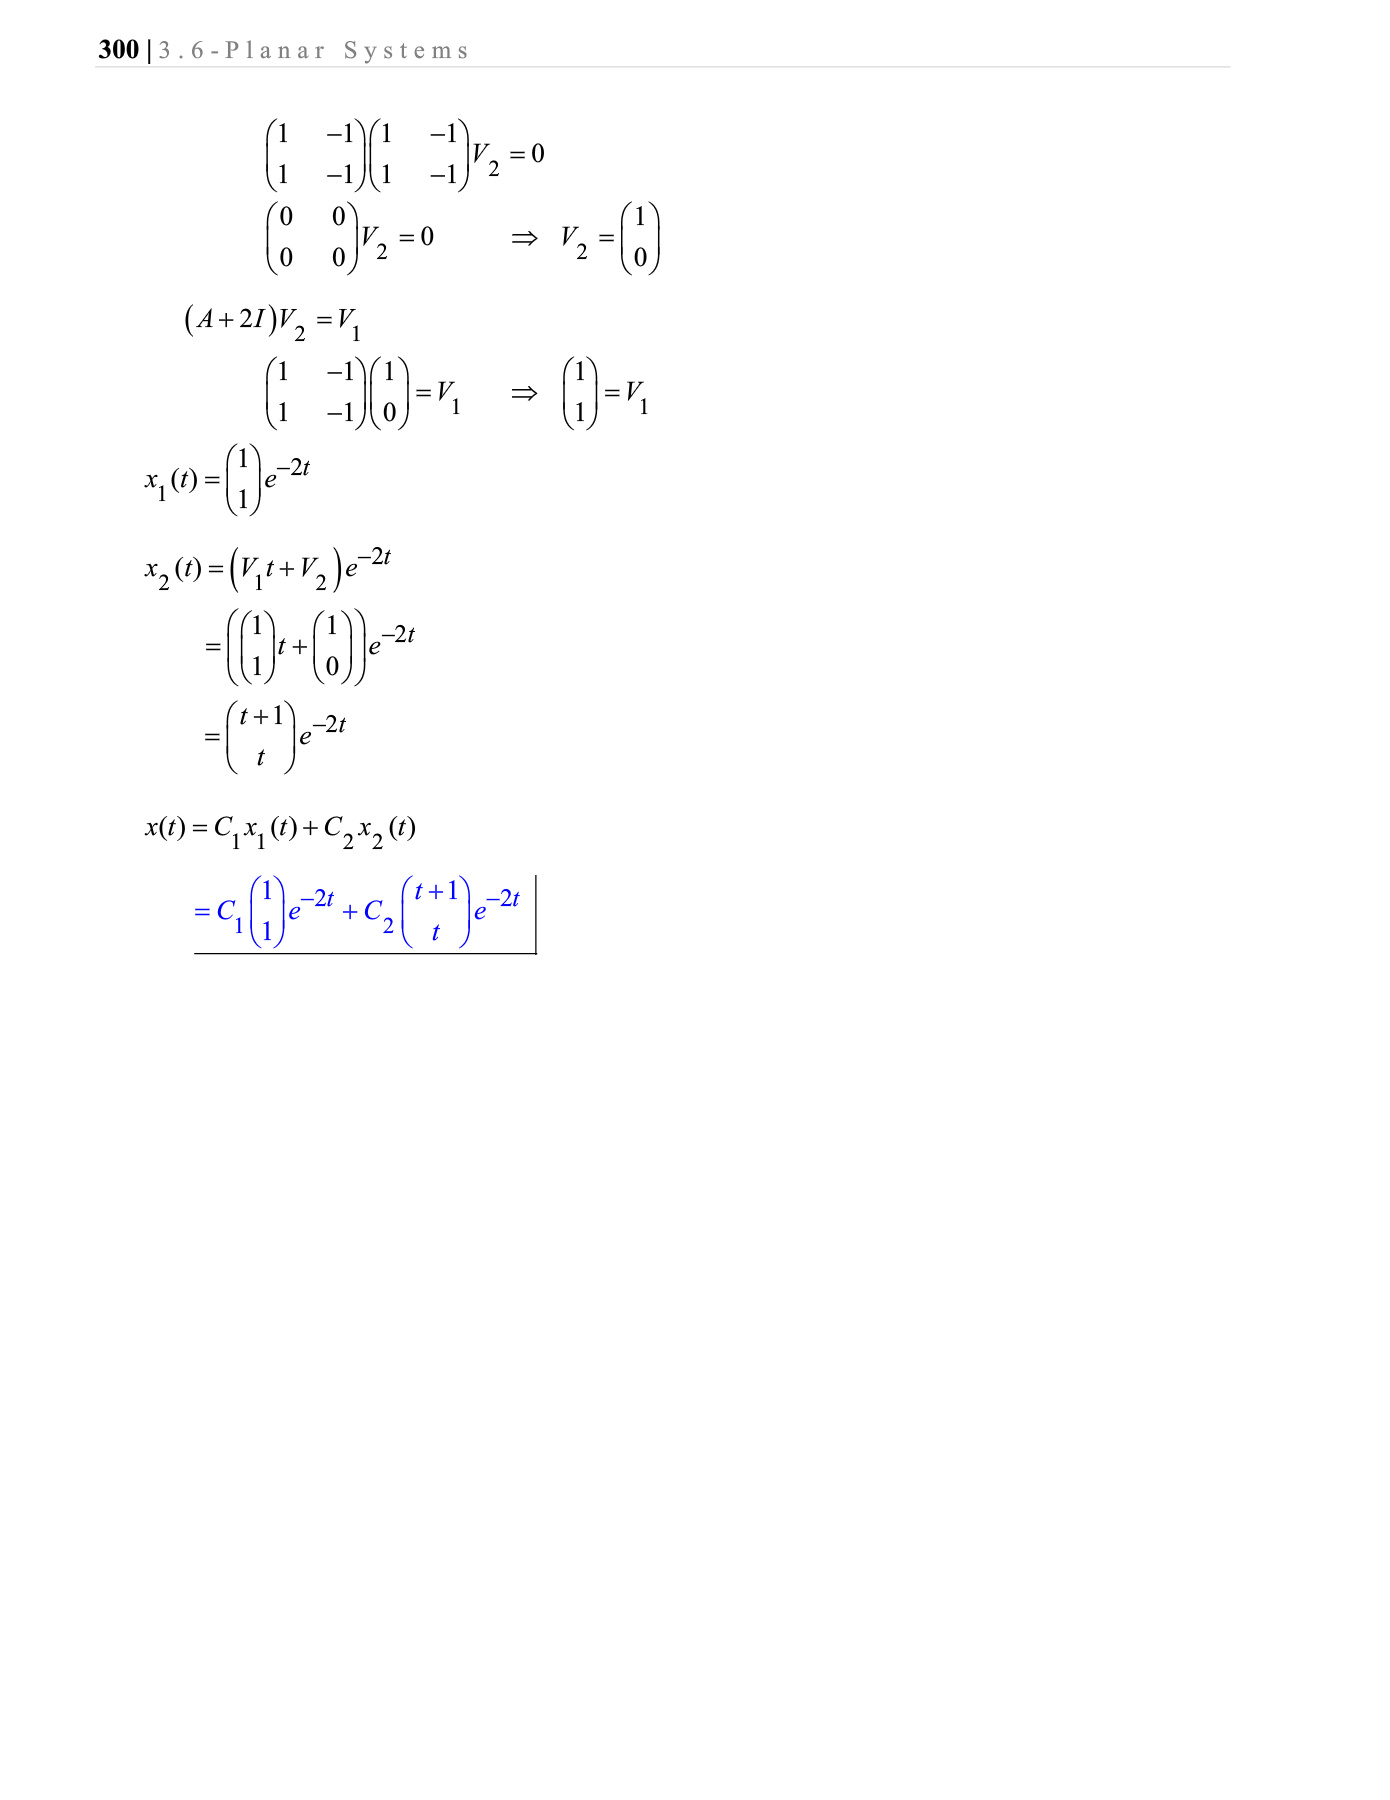 300 | 3.6-Planar Systems
$\begin{pmatrix} 1 & -1 \\ 1 & -1 \end{pmatrix}\begin{pmatrix} 1 & -1 \\ 1 & -1 \end{pmatrix} V_2 = 0$
$\begin{pmatrix} 0 & 0 \\ 0 & 0 \end{pmatrix} V_2 = 0 \quad \Rightarrow \quad V_2 = \begin{pmatrix} 1 \\ 0 \end{pmatrix}$
$(A + 2I)V_2 = V_1$
$\begin{pmatrix} 1 & -1 \\ 1 & -1 \end{pmatrix}\begin{pmatrix} 1 \\ 0 \end{pmatrix} = V_1 \quad \Rightarrow \quad \begin{pmatrix} 1 \\ 1 \end{pmatrix} = V_1$
$x_1(t) = \begin{pmatrix} 1 \\ 1 \end{pmatrix} e^{-2t}$
$x_2(t) = (V_1 t + V_2) e^{-2t}$
$= \left( \begin{pmatrix} 1 \\ 1 \end{pmatrix} t + \begin{pmatrix} 1 \\ 0 \end{pmatrix} \right) e^{-2t}$
$= \begin{pmatrix} t+1 \\ t \end{pmatrix} e^{-2t}$
$x(t) = C_1 x_1(t) + C_2 x_2(t)$
$= C_1 \begin{pmatrix} 1 \\ 1 \end{pmatrix} e^{-2t} + C_2 \begin{pmatrix} t+1 \\ t \end{pmatrix} e^{-2t}$